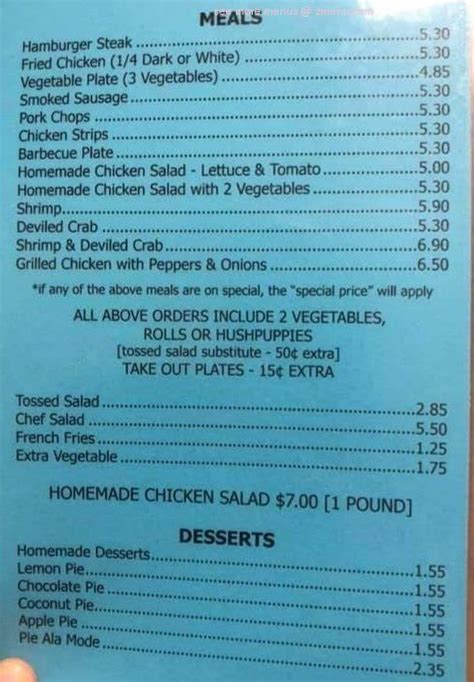 MEALS
Hamburger Steak 5.30
Fried Chicken (1/4 Dark or White) 5.30
Vegetable Plate (3 Vegetables) 4.85
Smoked Sausage 5.30
Pork Chops 5.30
Chicken Strips 5.30
Barbecue Plate 5.30
Homemade Chicken Salad - Lettuce & Tomato 5.00
Homemade Chicken Salad with 2 Vegetables 5.30
Shrimp 5.90
Deviled Crab 5.30
Shrimp & Deviled Crab 6.90
Grilled Chicken with Peppers & Onions 6.50
*if any of the above meals are on special, the "special price" will apply
ALL ABOVE ORDERS INCLUDE 2 VEGETABLES,
ROLLS OR HUSHPUPPIES
[tossed salad substitute - 50¢ extra]
TAKE OUT PLATES - 15¢ EXTRA
Tossed Salad 2.85
Chef Salad 5.50
French Fries 1.25
Extra Vegetable 1.75
HOMEMADE CHICKEN SALAD $7.00 [1 POUND]
DESSERTS
Homemade Desserts 1.55
Lemon Pie 1.55
Chocolate Pie 1.55
Coconut Pie 1.55
Apple Pie 1.55
Pie Ala Mode 2.35